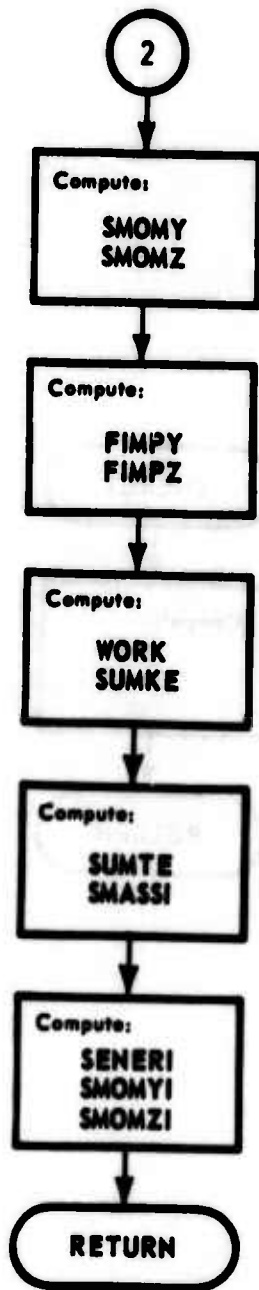 2
Compute:
SMOMY
SMOMZ
Compute:
FIMPY
FIMPZ
Compute:
WORK
SUMKE
Compute:
SUMTE
SMASSI
Compute:
SENERI
SMOMYI
SMOMZI
RETURN